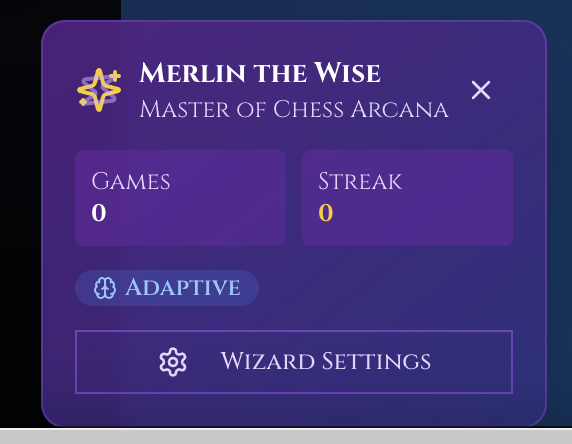 Merlin the Wise
Master of Chess Arcana
Games
0
Streak
0
Adaptive
Wizard Settings